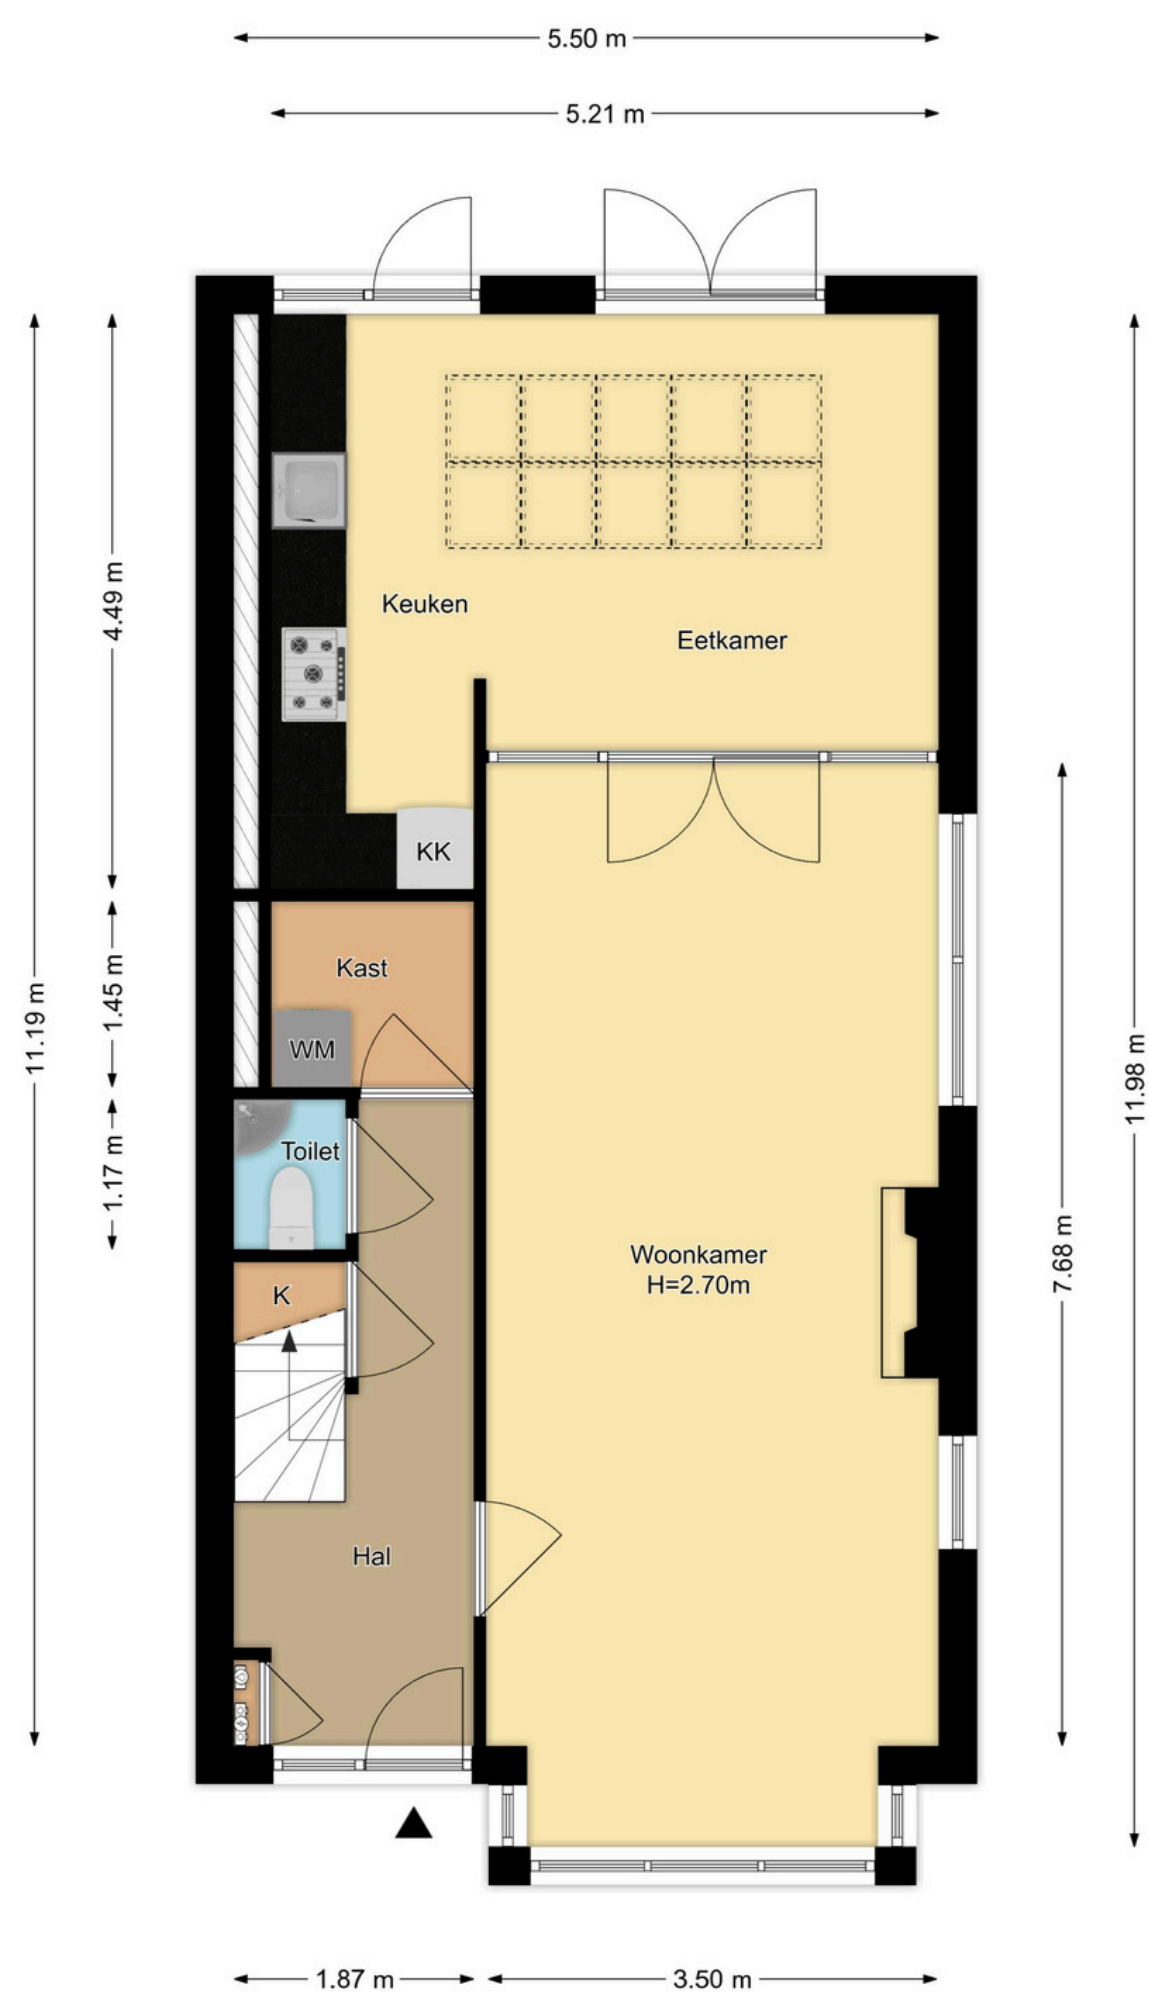 5.50 m
5.21 m
4.49 m
Keuken
Eetkamer
KK
Kast
1.45 m
11.19 m
WM
11.98 m
Toilet
1.17 m
Woonkamer
H=2.70m
7.68 m
K
Hal
1.87 m
3.50 m